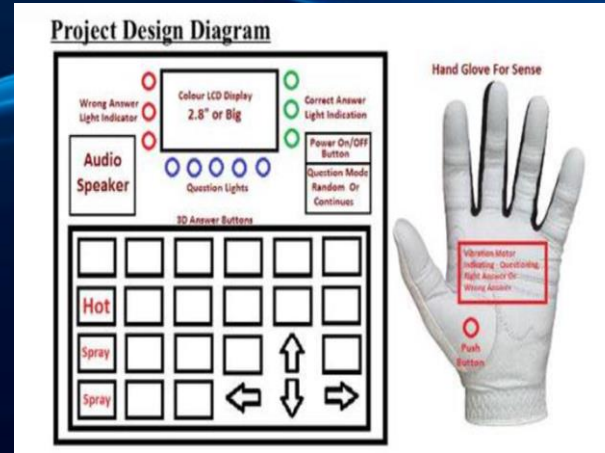 Project Design Diagram
Hand Glove For Sense
Wrong Answer
Light Indicator
Colour LCD Display
2.8" or Big
Correct Answer
Light Indication
Audio
Speaker
Question Lights
Power On/OFF
Button
Question Mode
Random Or
Continues
3D Answer Buttons
Hot
Spray
Spray
Vibration Motor
Indicating - Questioning,
Right Answer Or
Wrong Answer
Push
Button